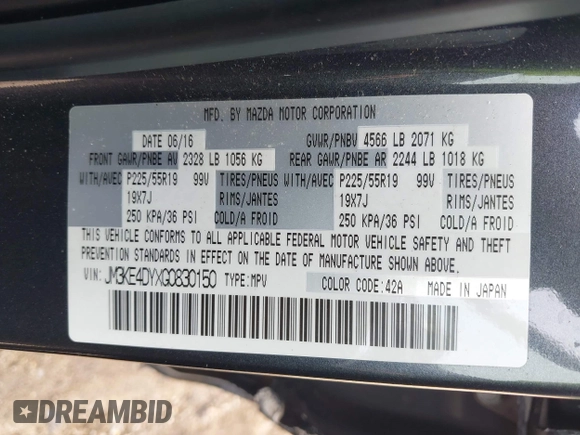 MFD. BY MAZDA MOTOR CORPORATION
DATE 06/16 GVWR/PNBV 4566 LB 2071 KG
FRONT GAWR/PNBE AV 2328 LB 1056 KG REAR GAWR/PNBE AR 2244 LB 1018 KG
WITH/AVEC P225/55R19 99V TIRES/PNEUS WITH/AVEC P225/55R19 99V TIRES/PNEUS
19X7J RIMS/JANTES 19X7J RIMS/JANTES
250 KPA/36 PSI COLD/A FROID 250 KPA/36 PSI COLD/A FROID
THIS VEHICLE CONFORMS TO ALL APPLICABLE FEDERAL MOTOR VEHICLE SAFETY AND THEFT
PREVENTION STANDARDS IN EFFECT ON THE DATE OF MANUFACTURE SHOWN ABOVE.
VIN: JM3KE4DYXG0830150 TYPE: MPV COLOR CODE: 42A MADE IN JAPAN
DREAMBID